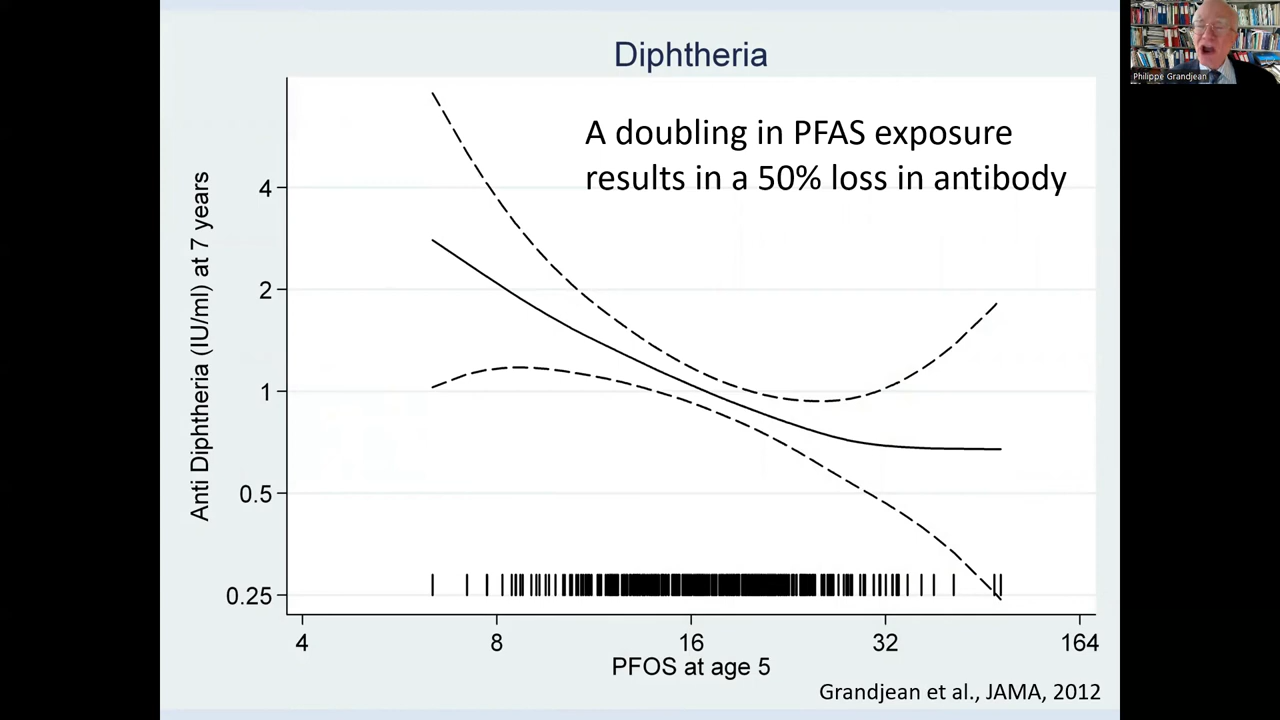 Diphtheria
A doubling in PFAS exposure
results in a 50% loss in antibody
Anti Diphtheria (IU/ml) at 7 years
4
2
1
0.5
0.25
4 8 16 32 164
PFOS at age 5
Grandjean et al., JAMA, 2012
Philippe Grandjean